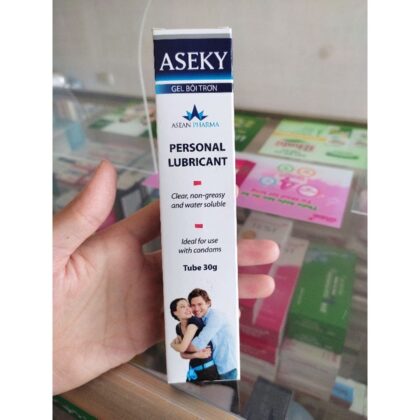 ASEKY
GEL BÔI TRƠN
ASEAN PHARMA
PERSONAL
LUBRICANT
Clear, non-greasy
and water soluble
Ideal for use
with condoms
Tube 30g